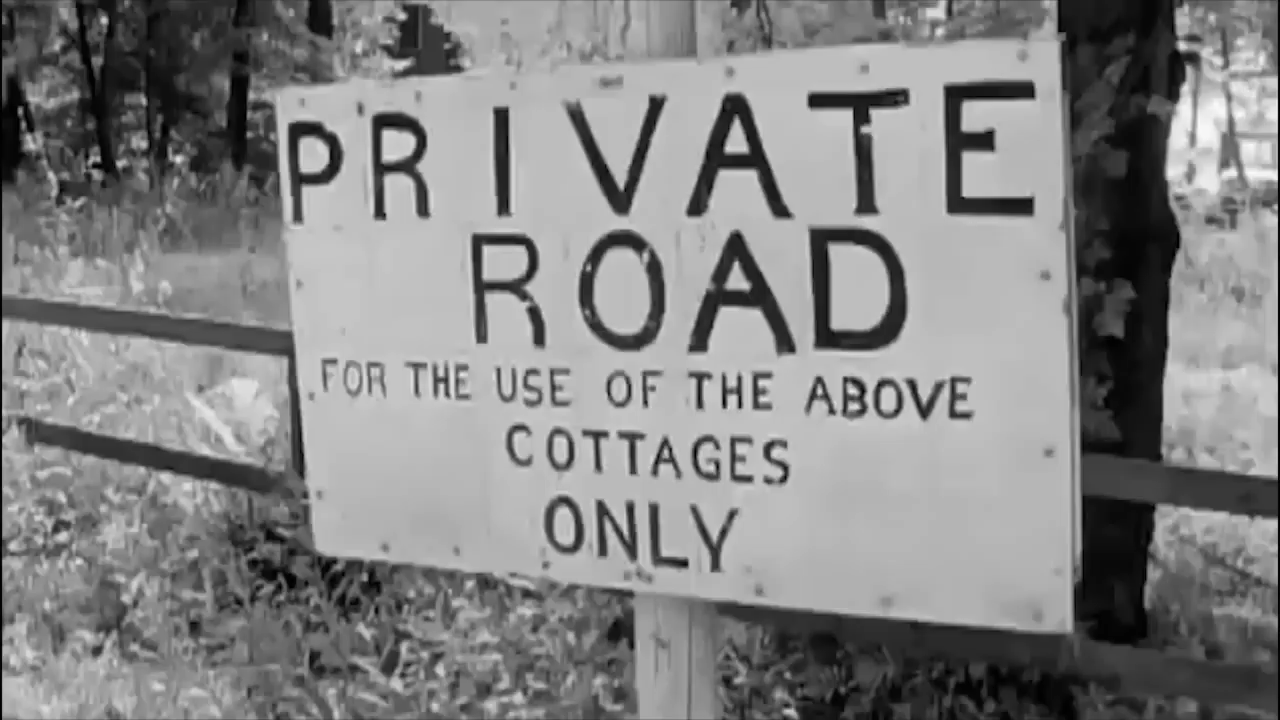 PRIVATE
ROAD
FOR THE USE OF THE ABOVE
COTTAGES
ONLY